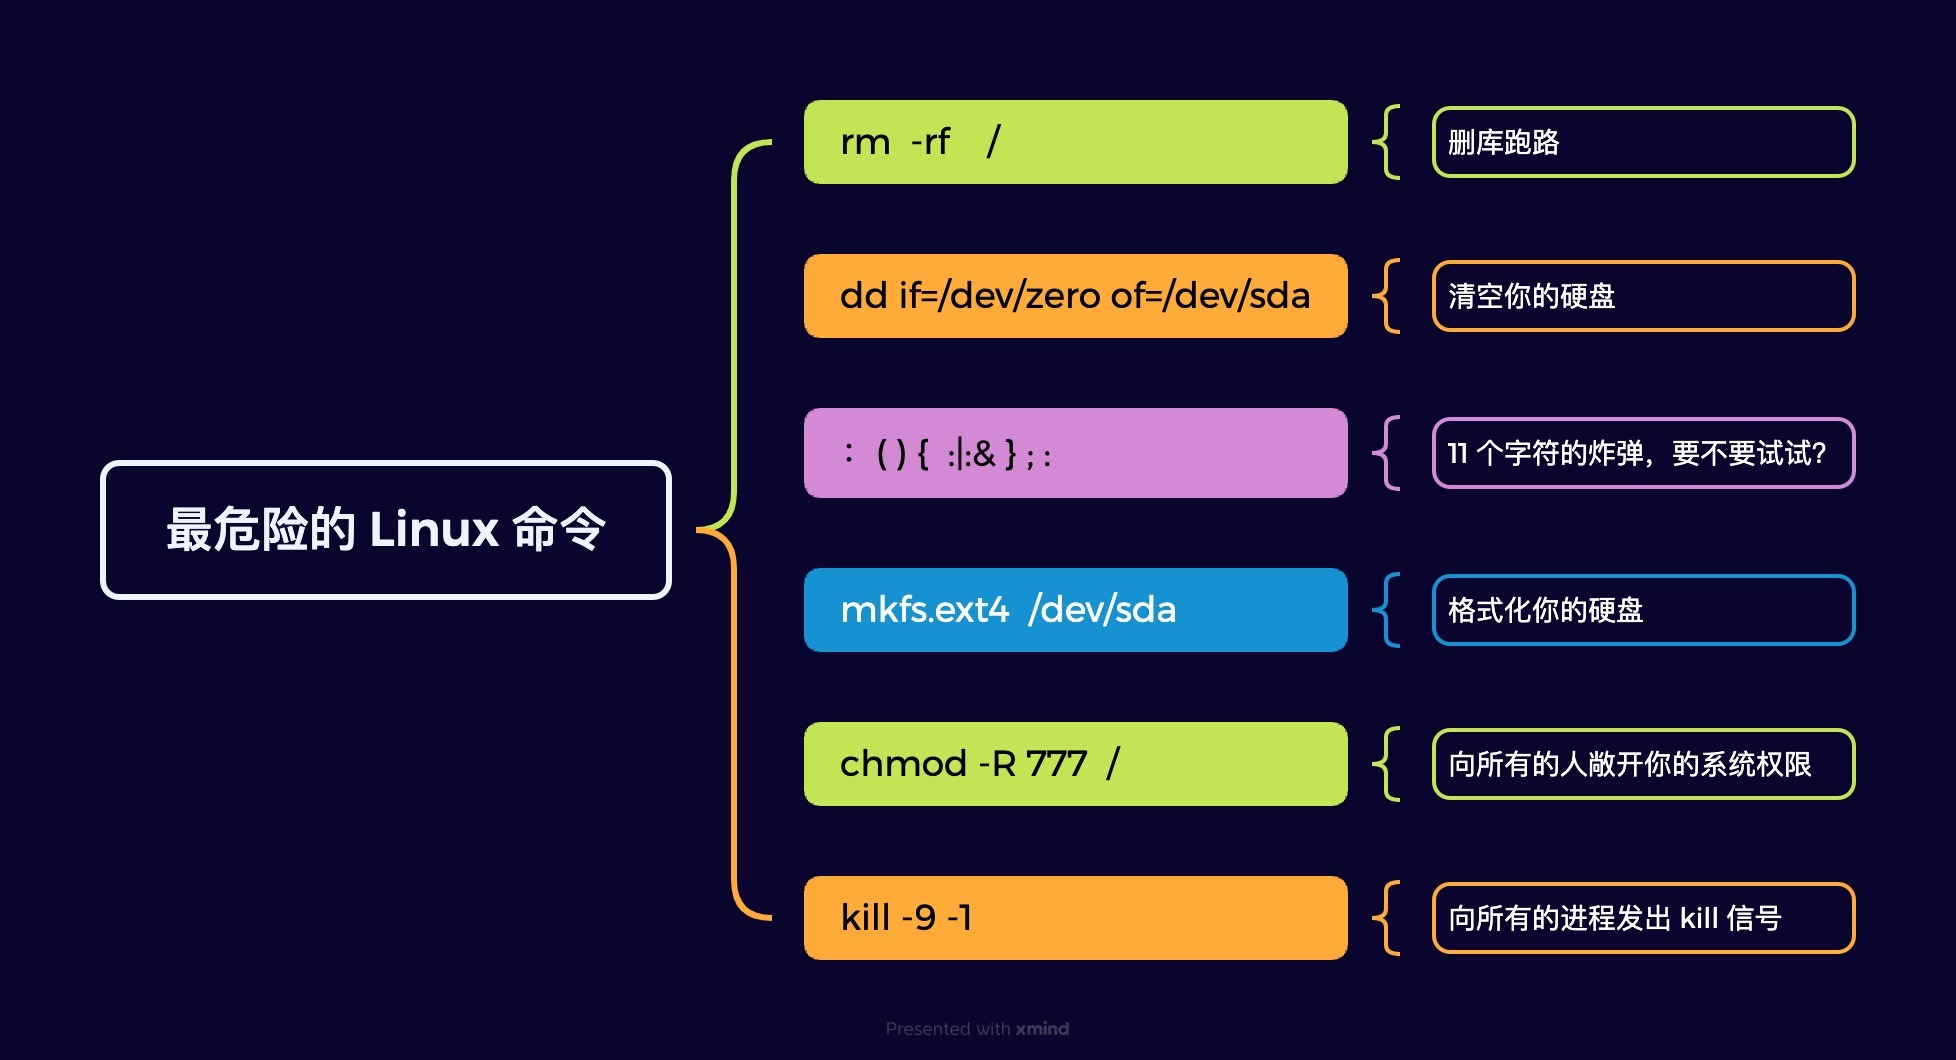 最危险的 Linux 命令
rm -rf /
删库跑路
dd if=/dev/zero of=/dev/sda
清空你的硬盘
: ( ) { :|:& } ; :
11 个字符的炸弹，要不要试试？
mkfs.ext4 /dev/sda
格式化你的硬盘
chmod -R 777 /
向所有的人敞开你的系统权限
kill -9 -1
向所有的进程发出 kill 信号
Presented with xmind